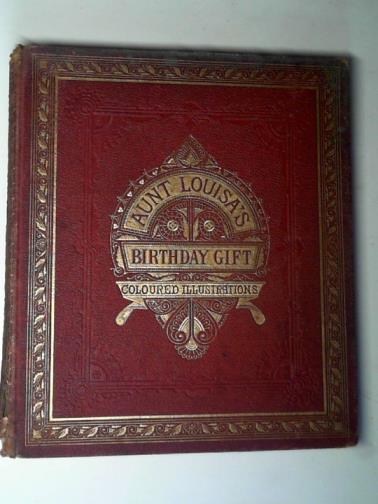 AUNT LOUISA'S
BIRTHDAY GIFT
COLOURED ILLUSTRATIONS